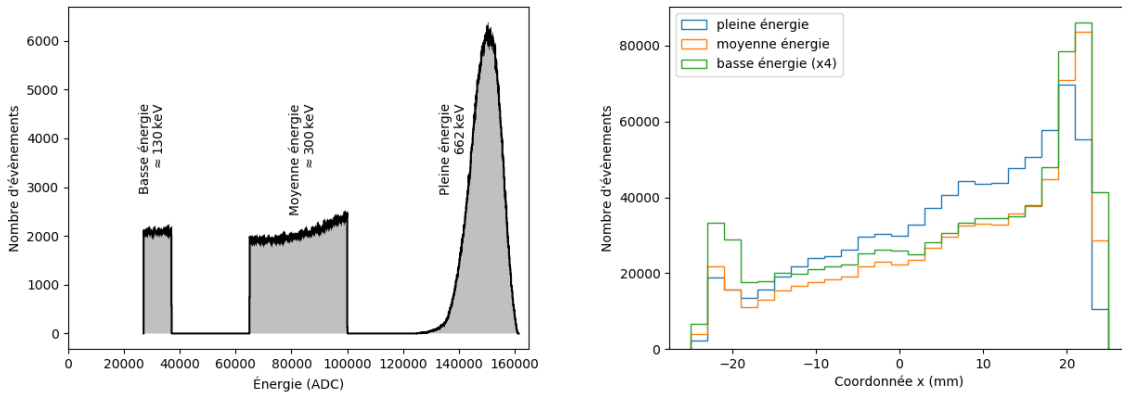 6000
5000
4000
3000
2000
1000
0
Nombre d'évènements
Basse énergie
≈ 130 keV
Moyenne énergie
≈ 300 keV
Pleine énergie
662 keV
0 20000 40000 60000 80000 100000 120000 140000 160000
Énergie (ADC)
80000
60000
40000
20000
0
Nombre d'évènements
pleine énergie
moyenne énergie
basse énergie (x4)
−20 −10 0 10 20
Coordonnée x (mm)